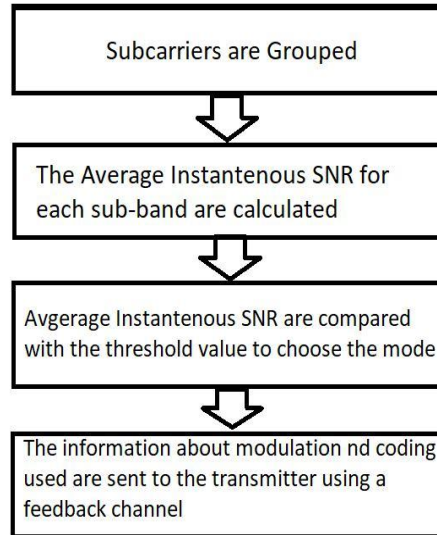 Subcarriers are Grouped
The Average Instantenous SNR for
each sub-band are calculated
Avgerage Instantenous SNR are compared
with the threshold value to choose the mode
The information about modulation nd coding
used are sent to the transmitter using a
feedback channel